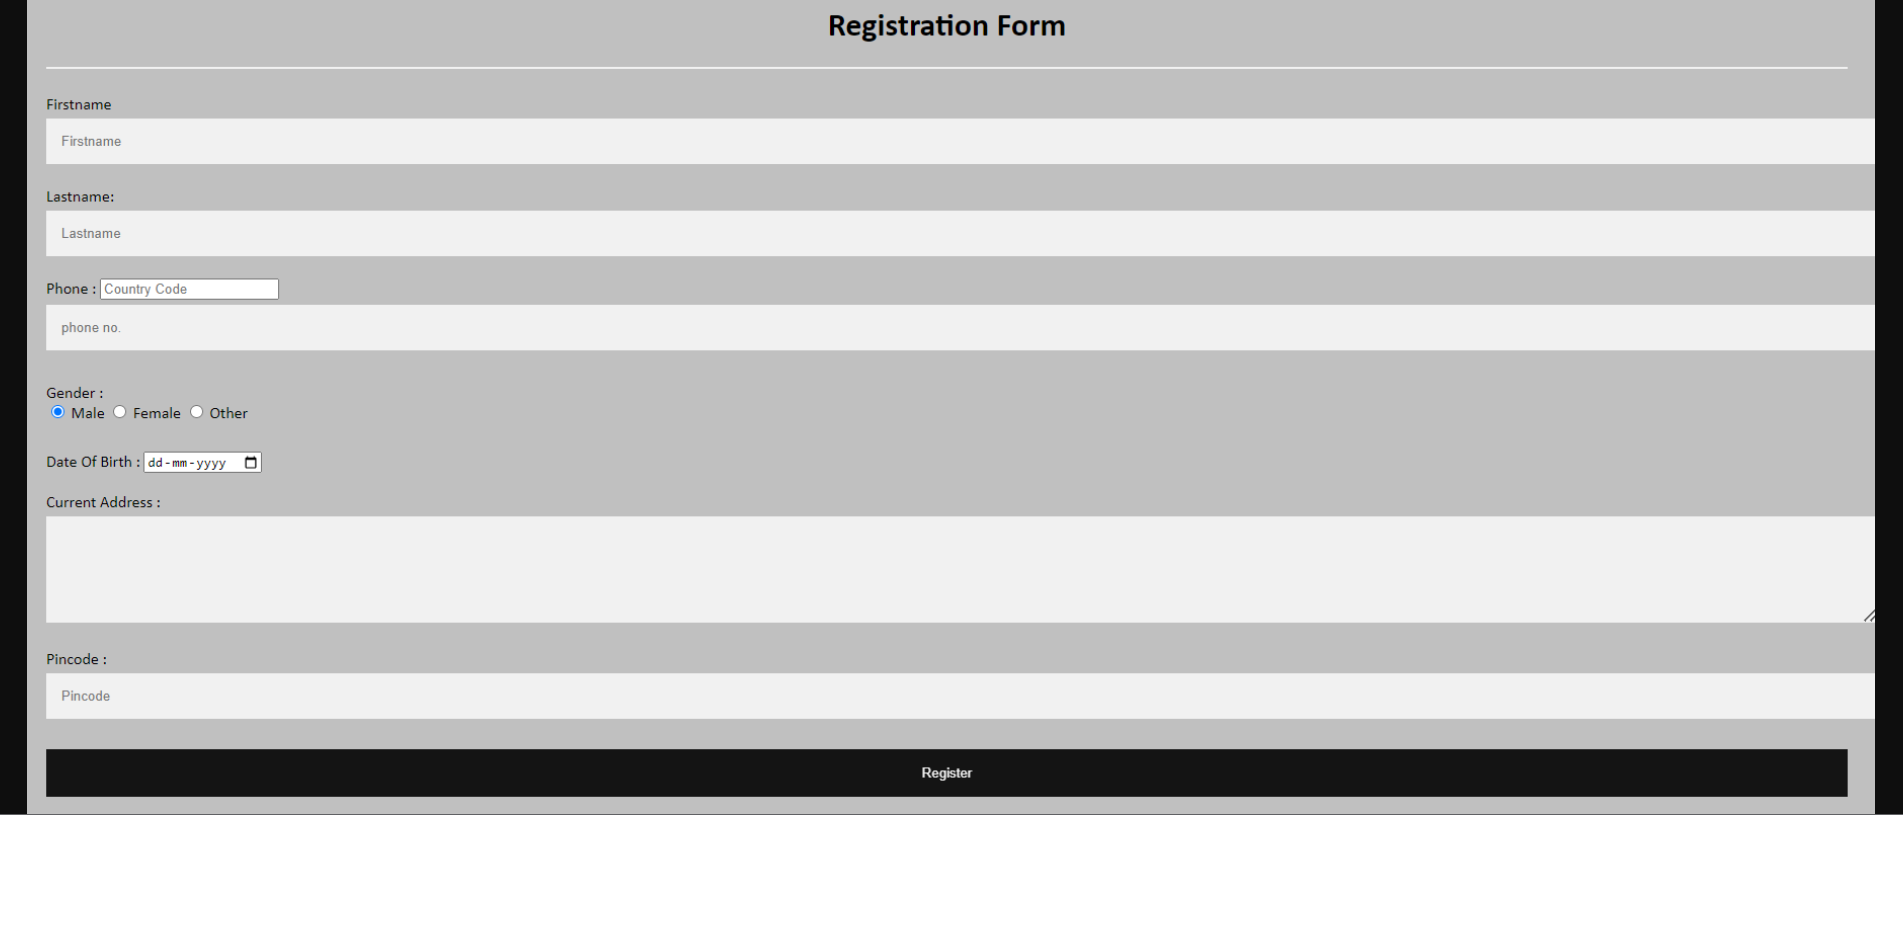 Registration Form
Firstname
Firstname
Lastname:
Lastname
Phone : Country Code
phone no.
Gender :
Male Female Other
Date Of Birth : dd-mm-yyyy
Current Address :
Pincode :
Pincode
Register